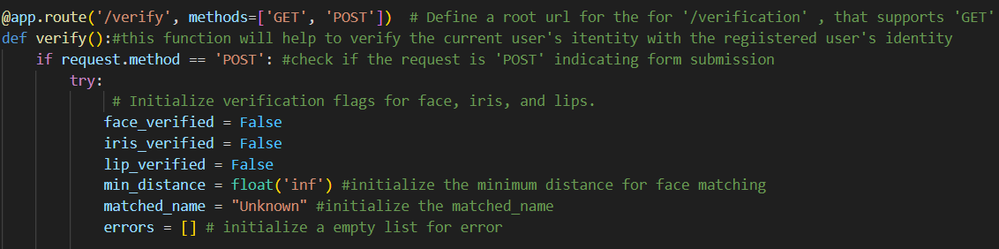 @app.route('/verify', methods=['GET', 'POST'])  # Define a root url for the for '/verification' , that supports 'GET'
def verify():#this function will help to verify the current user's itentity with the regiistered user's identity
    if request.method == 'POST': #check if the request is 'POST' indicating form submission
        try:
             # Initialize verification flags for face, iris, and lips.
            face_verified = False
            iris_verified = False
            lip_verified = False
            min_distance = float('inf') #initialize the minimum distance for face matching
            matched_name = "Unknown" #initialize the matched_name
            errors = [] # initialize a empty list for error